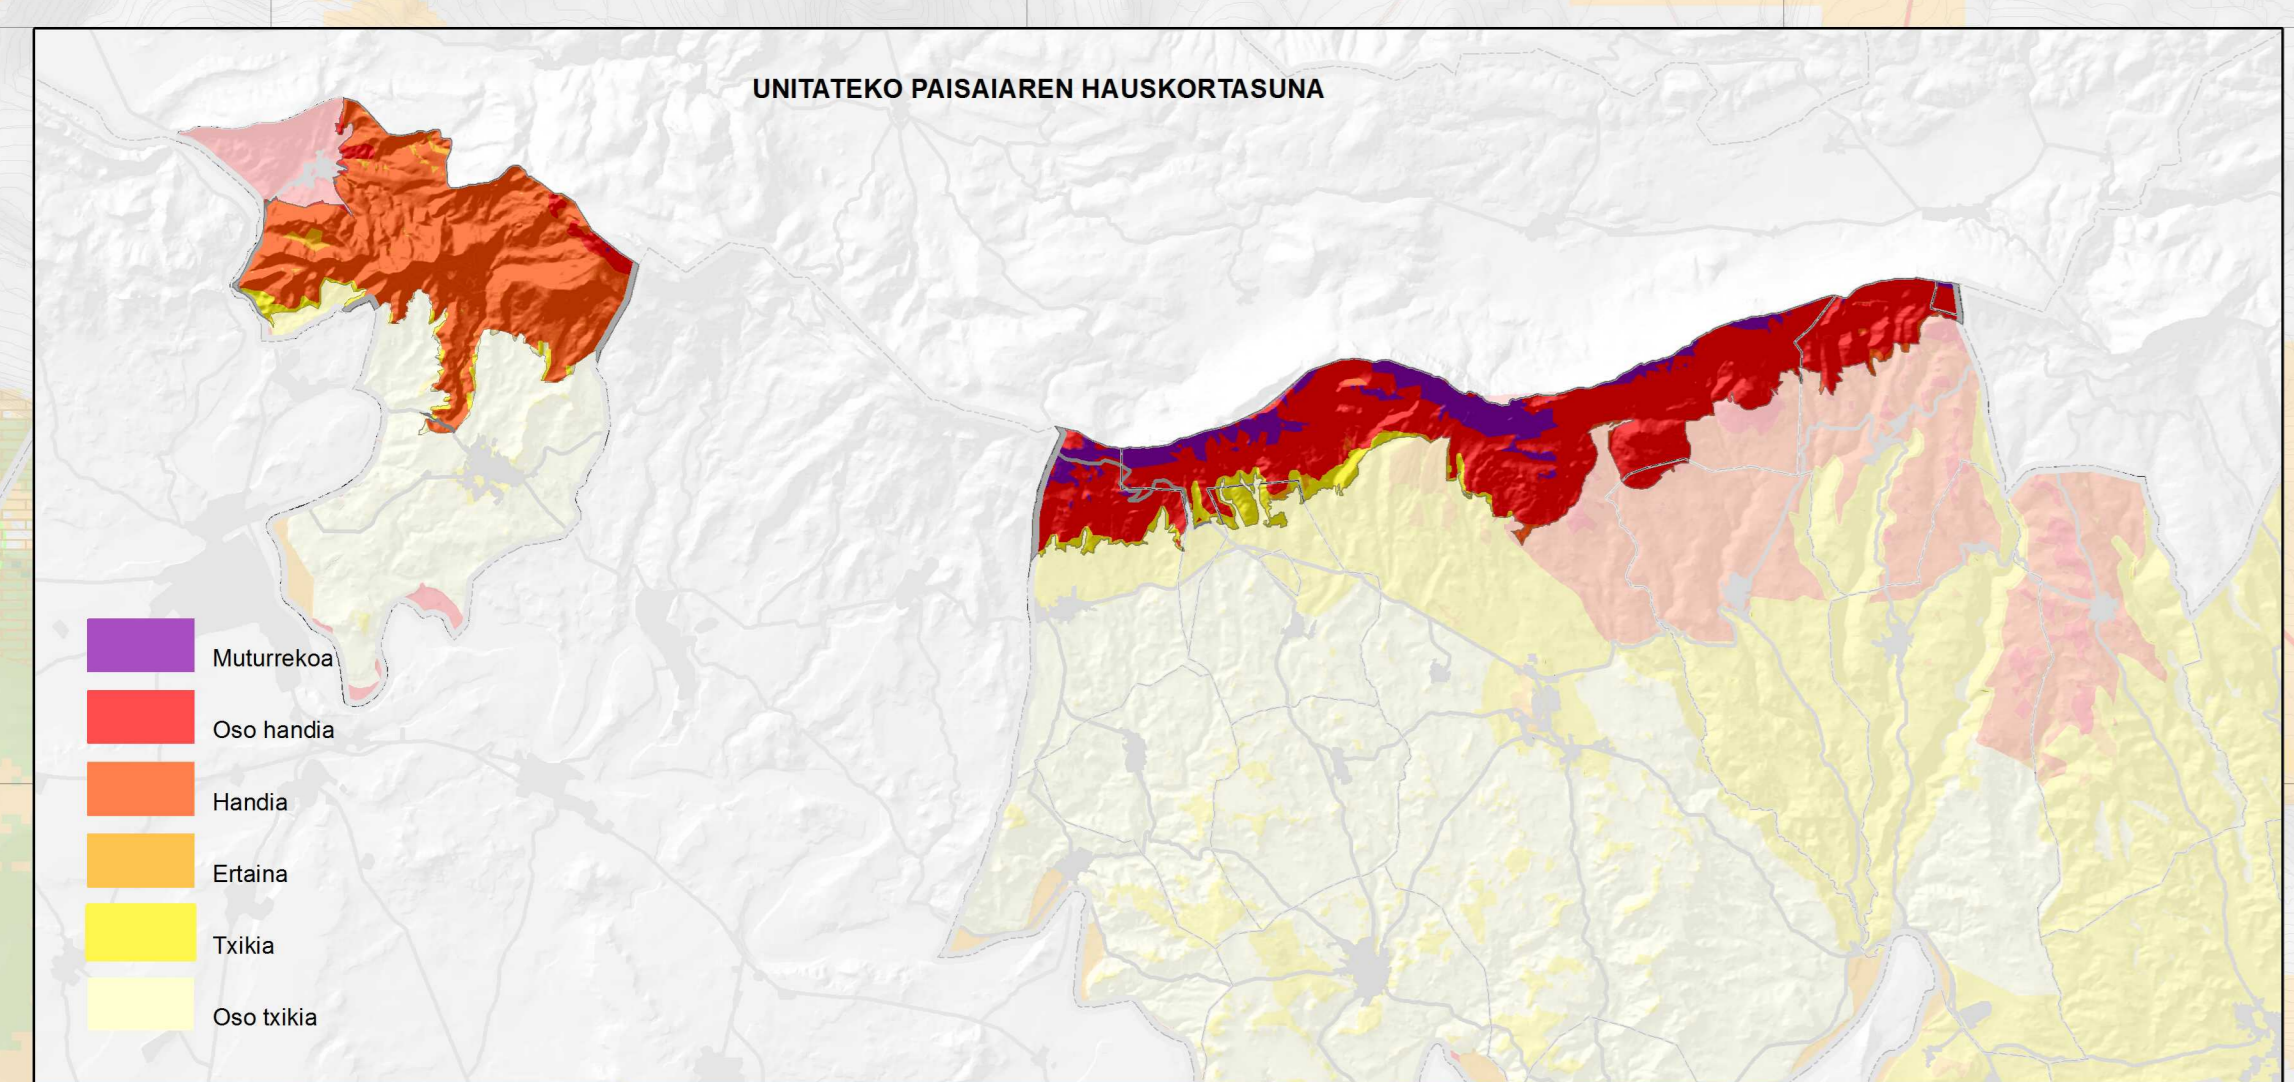 UNITATEKO PAISAIAREN HAUSKORTASUNA
Muturrekoa
Oso handia
Handia
Ertaina
Txikia
Oso txikia